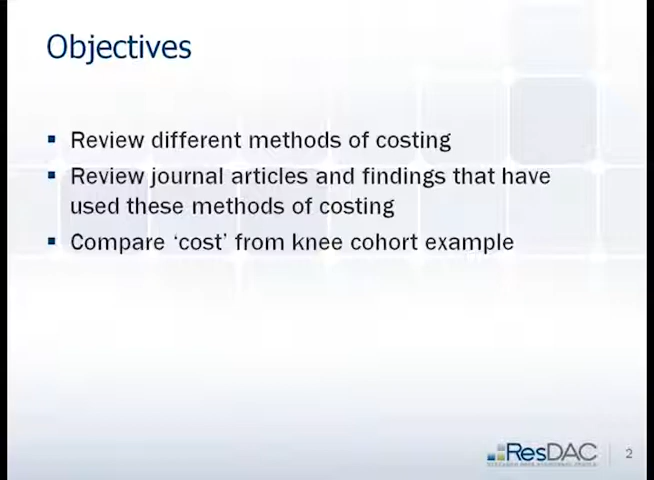 Objectives
Review different methods of costing
Review journal articles and findings that have
used these methods of costing
Compare ‘cost’ from knee cohort example
ResDAC
2